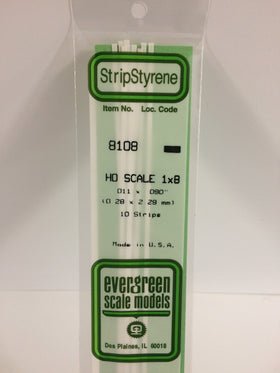 StripStyrene
Item No. Loc. Code
8108
HO SCALE 1x8
.011 x .090"
(0.28 x 2.29 mm)
10 Strips
Made in U.S.A.
evergreen
scale models
Des Plaines, IL 60018